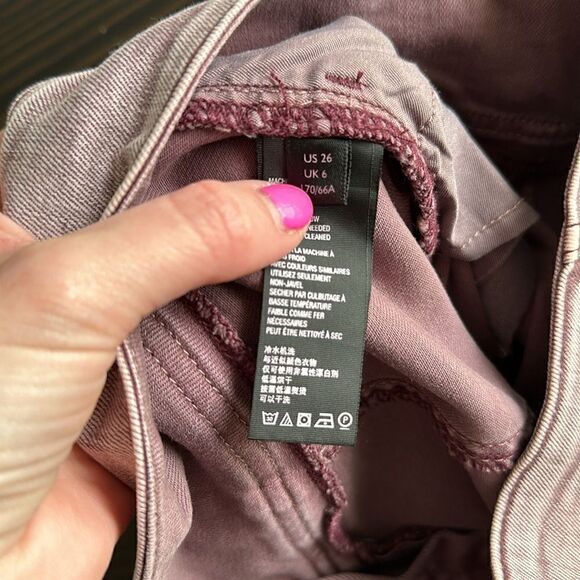 US 26
UK 6
170/66A
MACH
OW
NEEDED
CLEANED
LA MACHINE À
FROID
AVEC COULEURS SIMILAIRES
UTILISEZ SEULEMENT
NON-JAVEL
SECHER PAR CULBUTAGE À
BASSE TEMPÉRATURE
FAIBLE COMME FER
NÉCESSAIRES
PEUT ÊTRE NETTOYÉ À SEC
冷水机洗
与近似颜色衣物
仅可使用非氯性漂白剂
低温烘干
按需低温熨烫
可以干洗
30
P